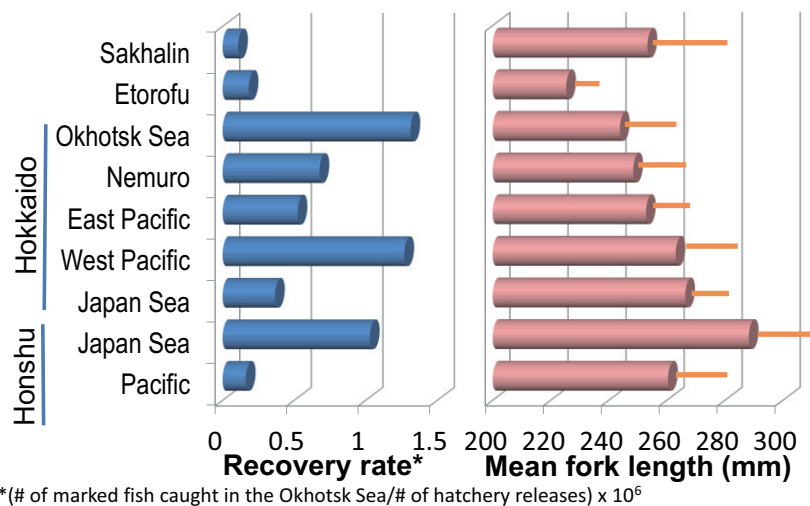 Sakhalin
Etorofu
Okhotsk Sea
Nemuro
East Pacific
West Pacific
Japan Sea
Japan Sea
Pacific
Hokkaido
Honshu
0 0.5 1 1.5
Recovery rate*
200 220 240 260 280 300
Mean fork length (mm)
*(# of marked fish caught in the Okhotsk Sea/# of hatchery releases) x 10⁶